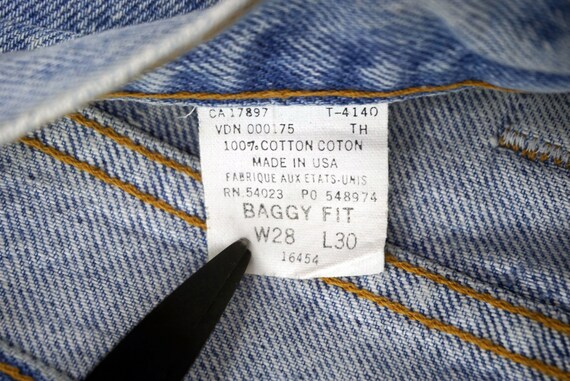 CA 17897 T-4140
VDN 000175 TH
100% COTTON COTON
MADE IN USA
FABRIQUE AUX ETATS-UNIS
RN 54023 PO 548974
BAGGY FIT
W28 L30
16454